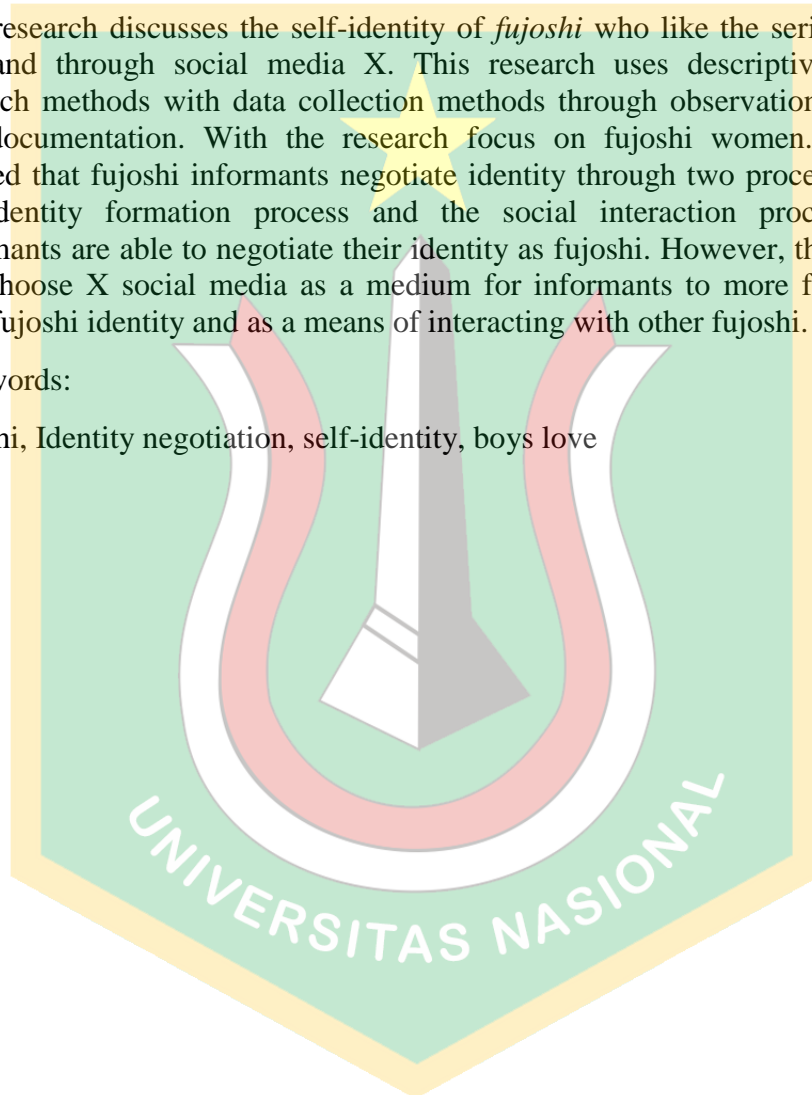 research discusses the self-identity of fujoshi who like the seri
and through social media X. This research uses descriptiv
ch methods with data collection methods through observation
documentation. With the research focus on fujoshi women.
ed that fujoshi informants negotiate identity through two proce
dentity formation process and the social interaction proc
nants are able to negotiate their identity as fujoshi. However, th
hoose X social media as a medium for informants to more f
fujoshi identity and as a means of interacting with other fujoshi.
words:
hi, Identity negotiation, self-identity, boys love
UNIVERSITAS NASIONAL